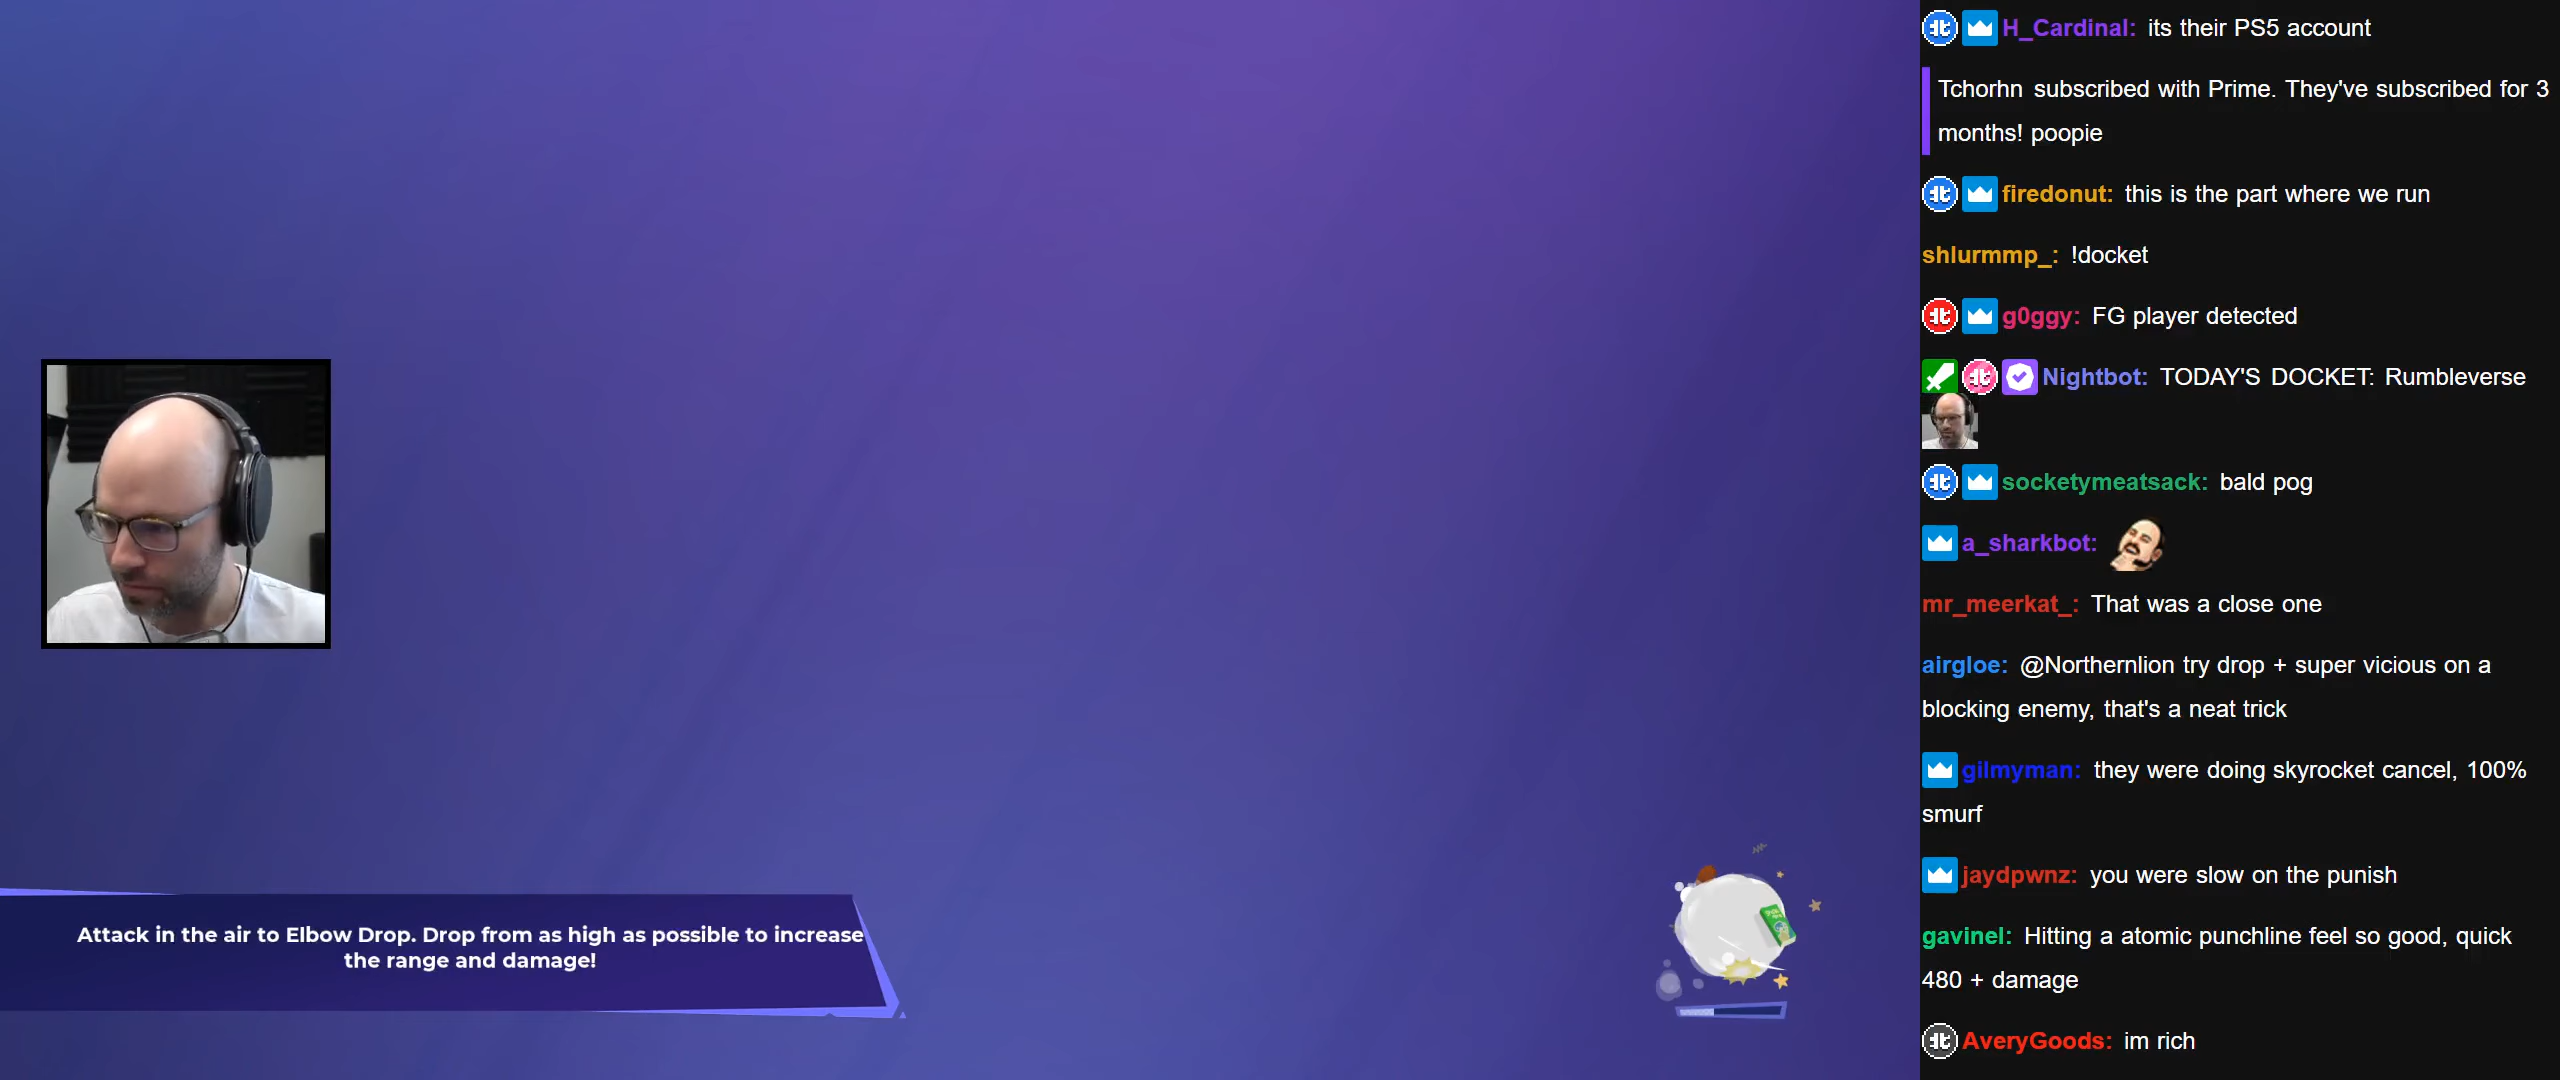 H_Cardinal: its their PS5 account
Tchorhn subscribed with Prime. They've subscribed for 3
months! poopie
firedonut: this is the part where we run
shlurmmp_: !docket
g0ggy: FG player detected
Nightbot: TODAY'S DOCKET: Rumbleverse
socketymeatsack: bald pog
a_sharkbot:
mr_meerkat_: That was a close one
airgloe: @Northernlion try drop + super vicious on a
blocking enemy, that's a neat trick
gilmyman: they were doing skyrocket cancel, 100%
smurf
jaydpwnz: you were slow on the punish
gavinel: Hitting a atomic punchline feel so good, quick
480 + damage
AveryGoods: im rich
Attack in the air to Elbow Drop. Drop from as high as possible to increase
the range and damage!